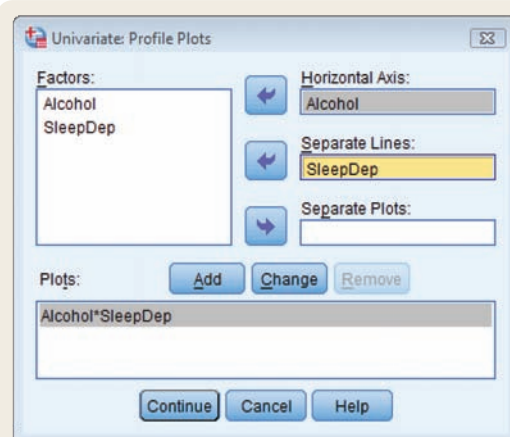 Univariate: Profile Plots
Factors:
Alcohol
SleepDep
Horizontal Axis:
Alcohol
Separate Lines:
SleepDep
Separate Plots:
Plots:
Add
Change
Remove
Alcohol*SleepDep
Continue
Cancel
Help